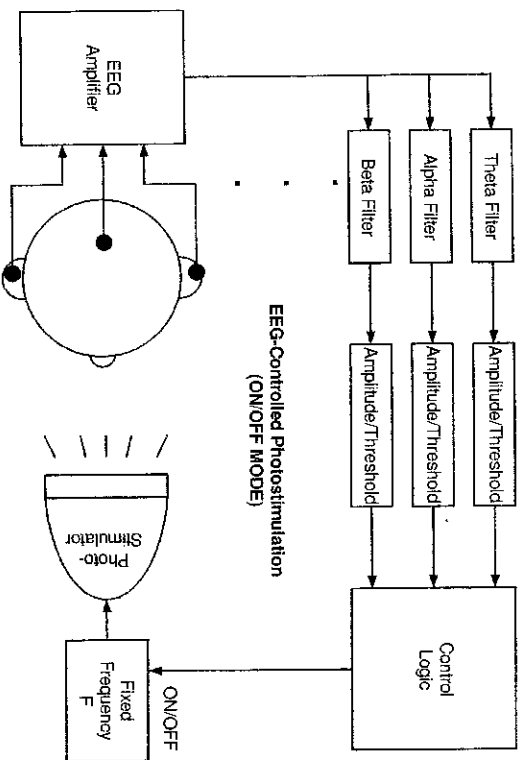 Theta Filter
Alpha Filter
Beta Filter
Amplitude/Threshold
Amplitude/Threshold
Amplitude/Threshold
Control
Logic
EEG
Amplifier
EEG-Controlled Photostimulation
(ON/OFF MODE)
ON/OFF
Photo-
Stimulator
Fixed
Frequency
F